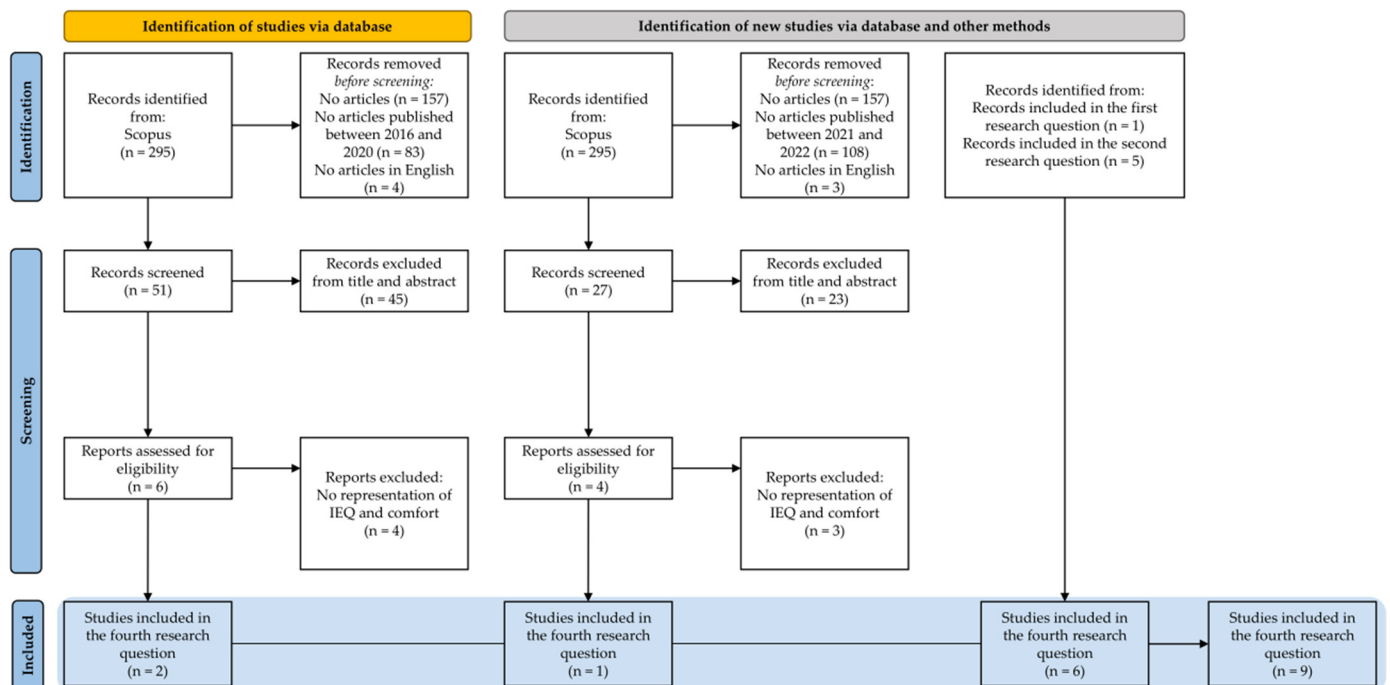 Identification of studies via database
Identification of new studies via database and other methods
Identification
Records identified
from:
Scopus
(n = 295)
Records removed
before screening:
No articles (n = 157)
No articles published
between 2016 and
2020 (n = 83)
No articles in English
(n = 4)
Records identified
from:
Scopus
(n = 295)
Records removed
before screening:
No articles (n = 157)
No articles published
between 2021 and
2022 (n = 108)
No articles in English
(n = 3)
Records identified from:
Records included in the first
research question (n = 1)
Records included in the second
research question (n = 5)
Screening
Records screened
(n = 51)
Records excluded
from title and abstract
(n = 45)
Records screened
(n = 27)
Records excluded
from title and abstract
(n = 23)
Reports assessed for
eligibility
(n = 6)
Reports excluded:
No representation of
IEQ and comfort
(n = 4)
Reports assessed for
eligibility
(n = 4)
Reports excluded:
No representation of
IEQ and comfort
(n = 3)
Included
Studies included in
the fourth research
question
(n = 2)
Studies included in
the fourth research
question
(n = 1)
Studies included in
the fourth research
question
(n = 6)
Studies included in
the fourth research
question
(n = 9)